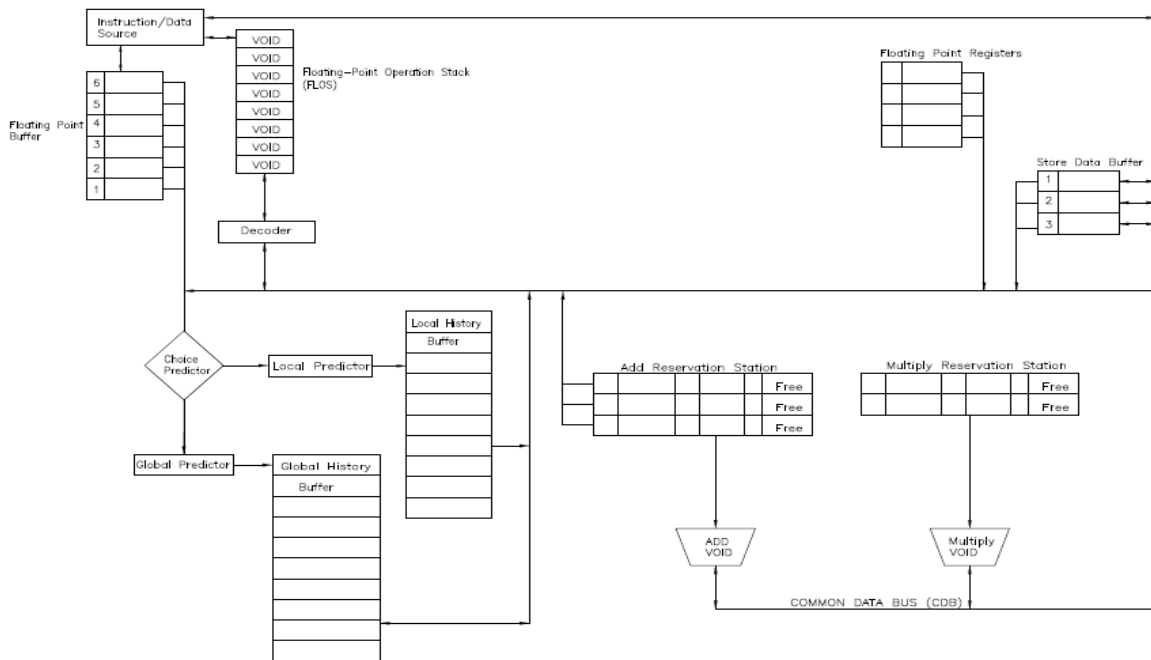 Instruction/Data
Source
VOID
VOID
VOID
VOID
VOID
VOID
VOID
VOID
Floating-Point Operation Stack
(FLOS)
Floating Point
Buffer
6
5
4
3
2
1
Decoder
Floating Point Registers
Store Data Buffer
1
2
3
Choice
Predictor
Local Predictor
Local History
Buffer
Global Predictor
Global History
Buffer
Add Reservation Station
Free
Free
Free
Multiply Reservation Station
Free
Free
ADD
VOID
Multiply
VOID
COMMON DATA BUS (CDB)